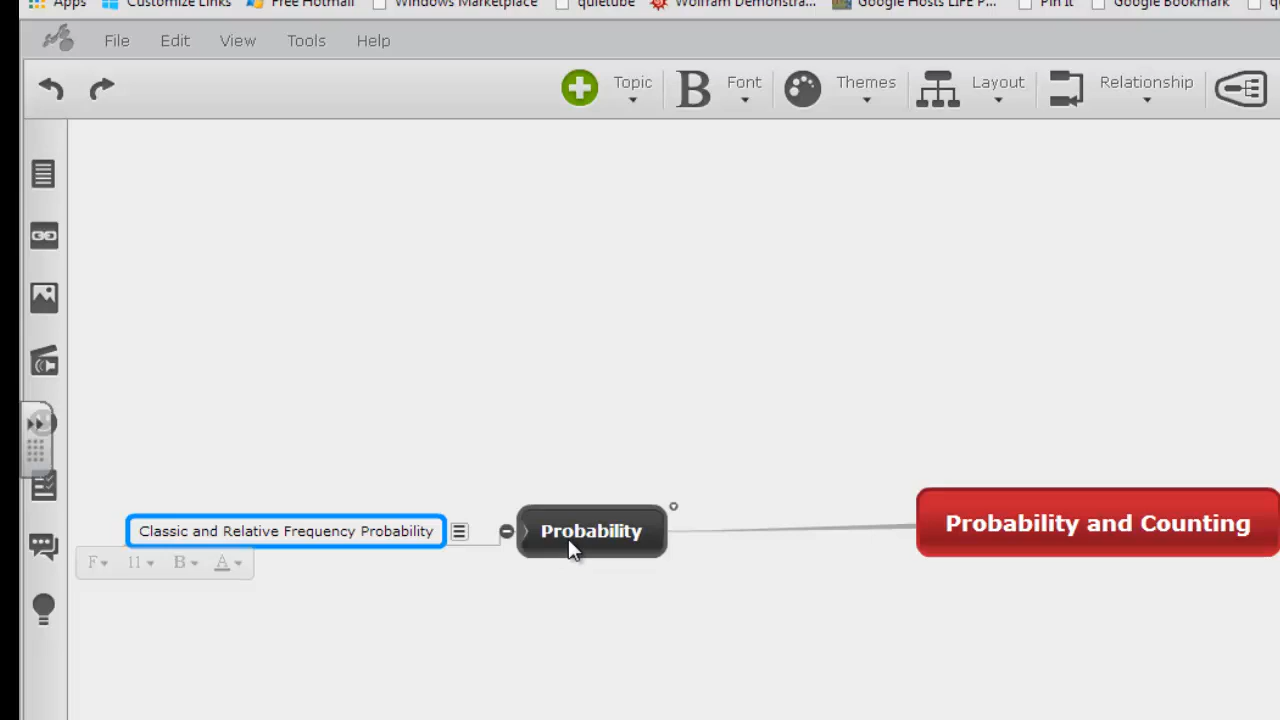 Apps Customize Links Free Hotmail Windows Marketplace quietube Wolfram Demonstra... Google Hosts LIFE P... Pin It Google Bookmark
File Edit View Tools Help
Topic B Font Themes Layout Relationship
Classic and Relative Frequency Probability Probability Probability and Counting
F 11 B A